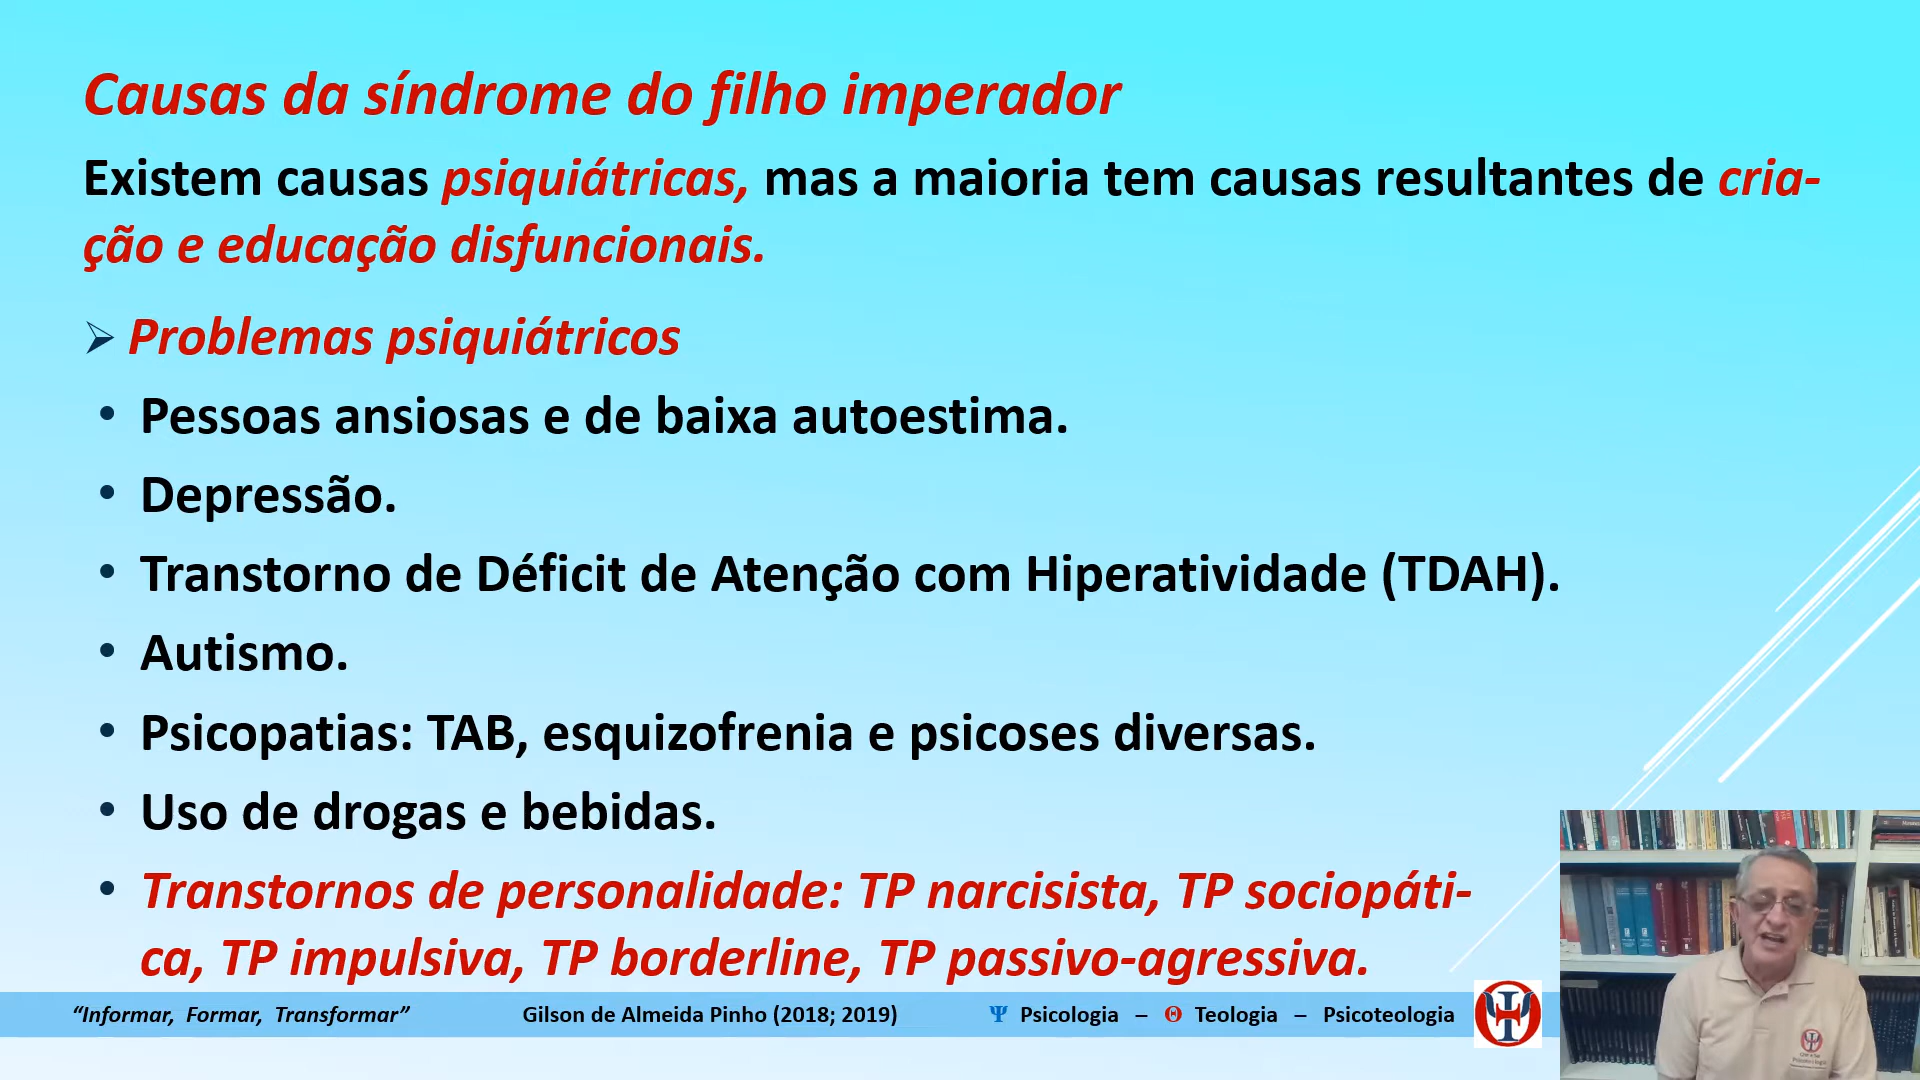 Causas da síndrome do filho imperador
Existem causas psiquiátricas, mas a maioria tem causas resultantes de cria-
ção e educação disfuncionais.
Problemas psiquiátricos
• Pessoas ansiosas e de baixa autoestima.
• Depressão.
• Transtorno de Déficit de Atenção com Hiperatividade (TDAH).
• Autismo.
• Psicopatias: TAB, esquizofrenia e psicoses diversas.
• Uso de drogas e bebidas.
• Transtornos de personalidade: TP narcisista, TP sociopáti-
ca, TP impulsiva, TP borderline, TP passivo-agressiva.
“Informar, Formar, Transformar” Gilson de Almeida Pinho (2018; 2019) Ψ Psicologia – Θ Teologia – Psicoteologia